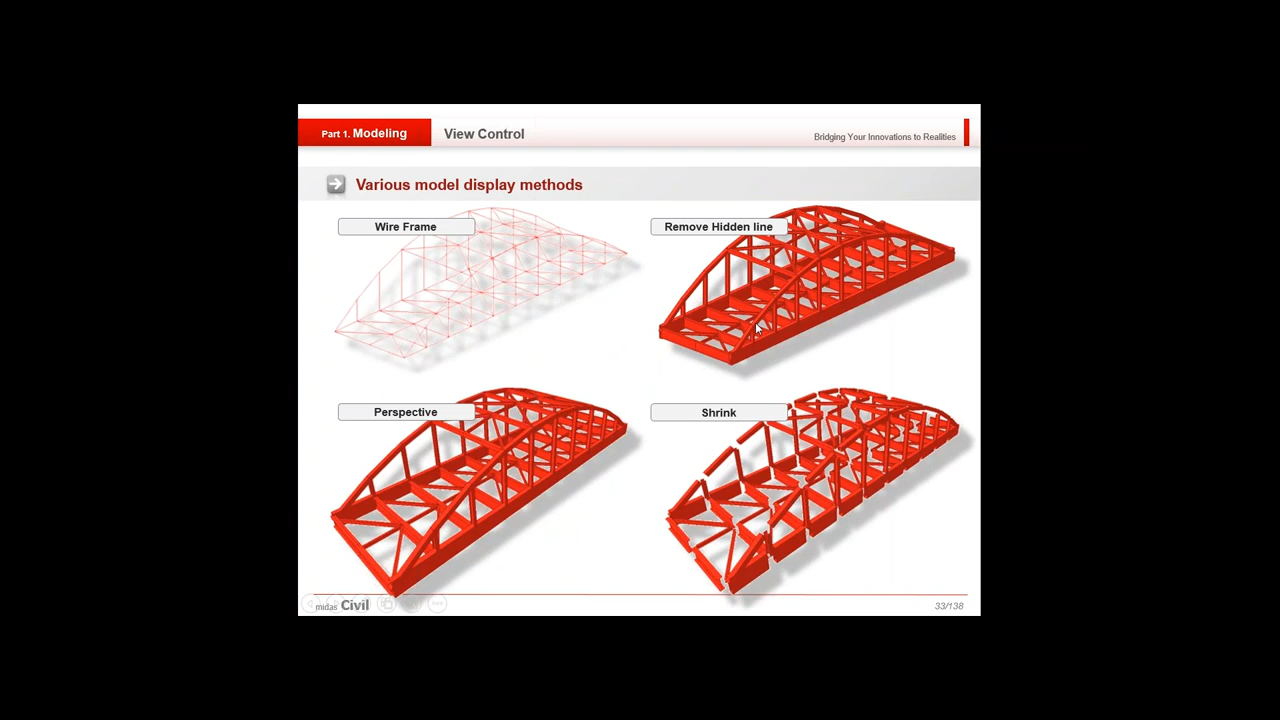 Part 1. Modeling
View Control
Bridging Your Innovations to Realities
Various model display methods
Wire Frame
Remove Hidden line
Perspective
Shrink
midas Civil
33/138